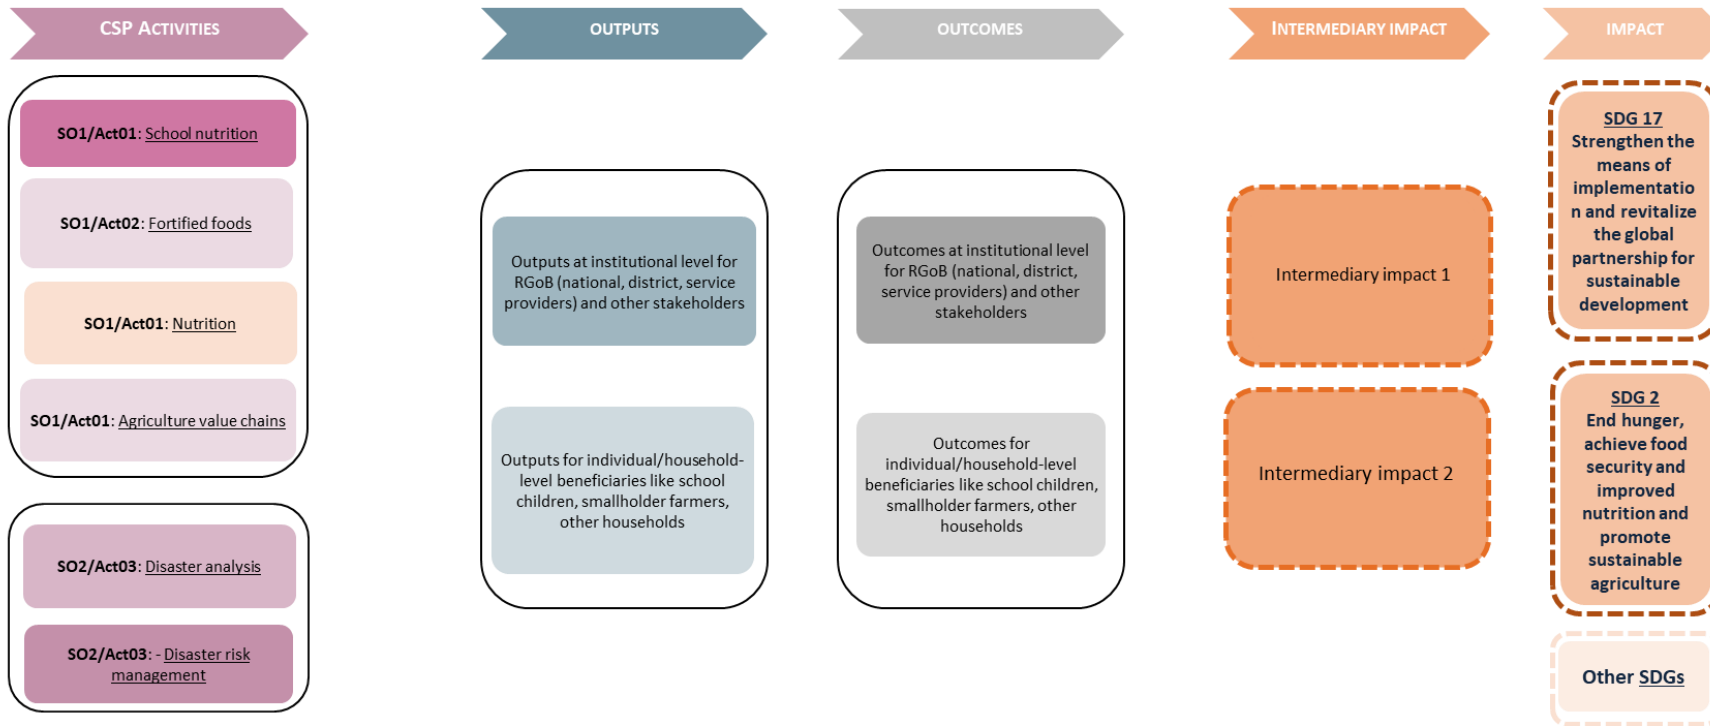 CSP ACTIVITIES
OUTPUTS
OUTCOMES
INTERMEDIARY IMPACT
IMPACT
SO1/Act01: School nutrition
SO1/Act02: Fortified foods
SO1/Act01: Nutrition
SO1/Act01: Agriculture value chains
SO2/Act03: Disaster analysis
SO2/Act03: - Disaster risk
management
Outputs at institutional level for
RGoB (national, district, service
providers) and other stakeholders
Outputs for individual/household-
level beneficiaries like school
children, smallholder farmers,
other households
Outcomes at institutional level
for RGoB (national, district,
service providers) and other
stakeholders
Outcomes for
individual/household-level
beneficiaries like school children,
smallholder farmers, other
households
Intermediary impact 1
Intermediary impact 2
SDG 17
Strengthen the
means of
implementatio
n and revitalize
the global
partnership for
sustainable
development
SDG 2
End hunger,
achieve food
security and
improved
nutrition and
promote
sustainable
agriculture
Other SDGs